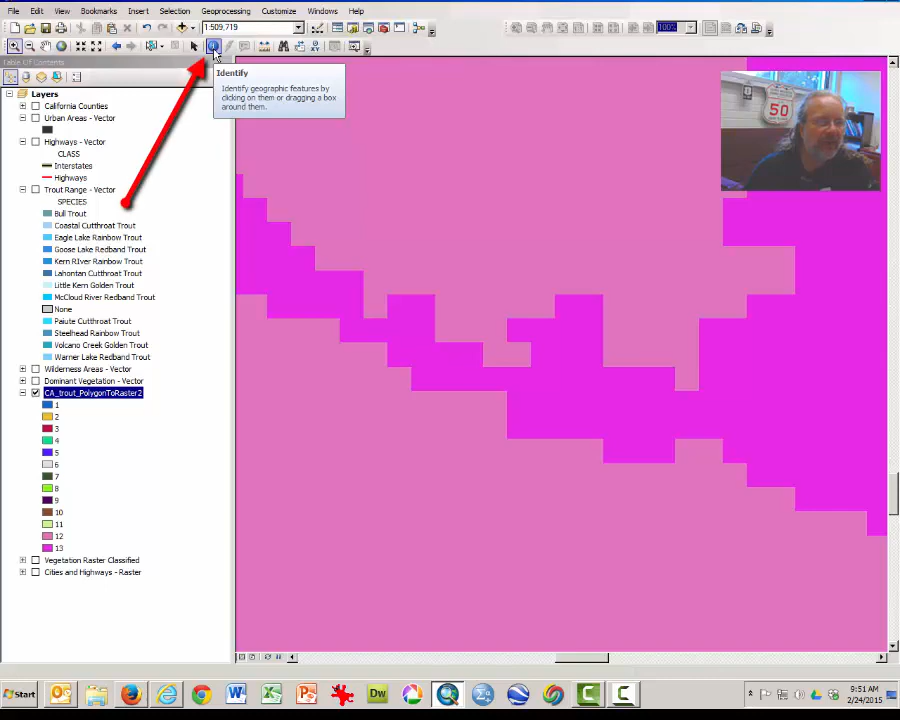 File Edit View Bookmarks Insert Selection Geoprocessing Customize Windows Help
1:509,719
100%
Table Of Contents
Identify
Identify geographic features by
clicking on them or dragging a box
around them.
Layers
California Counties
Urban Areas - Vector
Highways - Vector
CLASS
Interstates
Highways
Trout Range - Vector
SPECIES
Bull Trout
Coastal Cutthroat Trout
Eagle Lake Rainbow Trout
Goose Lake Redband Trout
Kern RIver Rainbow Trout
Lahontan Cutthroat Trout
Little Kern Golden Trout
McCloud River Redband Trout
None
Paiute Cutthroat Trout
Steelhead Rainbow Trout
Volcano Creek Golden Trout
Warner Lake Redband Trout
Wilderness Areas - Vector
Dominant Vegetation - Vector
CA_trout_PolygonToRaster2
1
2
3
4
5
6
7
8
9
10
11
12
13
Vegetation Raster Classified
Cities and Highways - Raster
50
Start
Dw
9:51 AM
2/24/2015